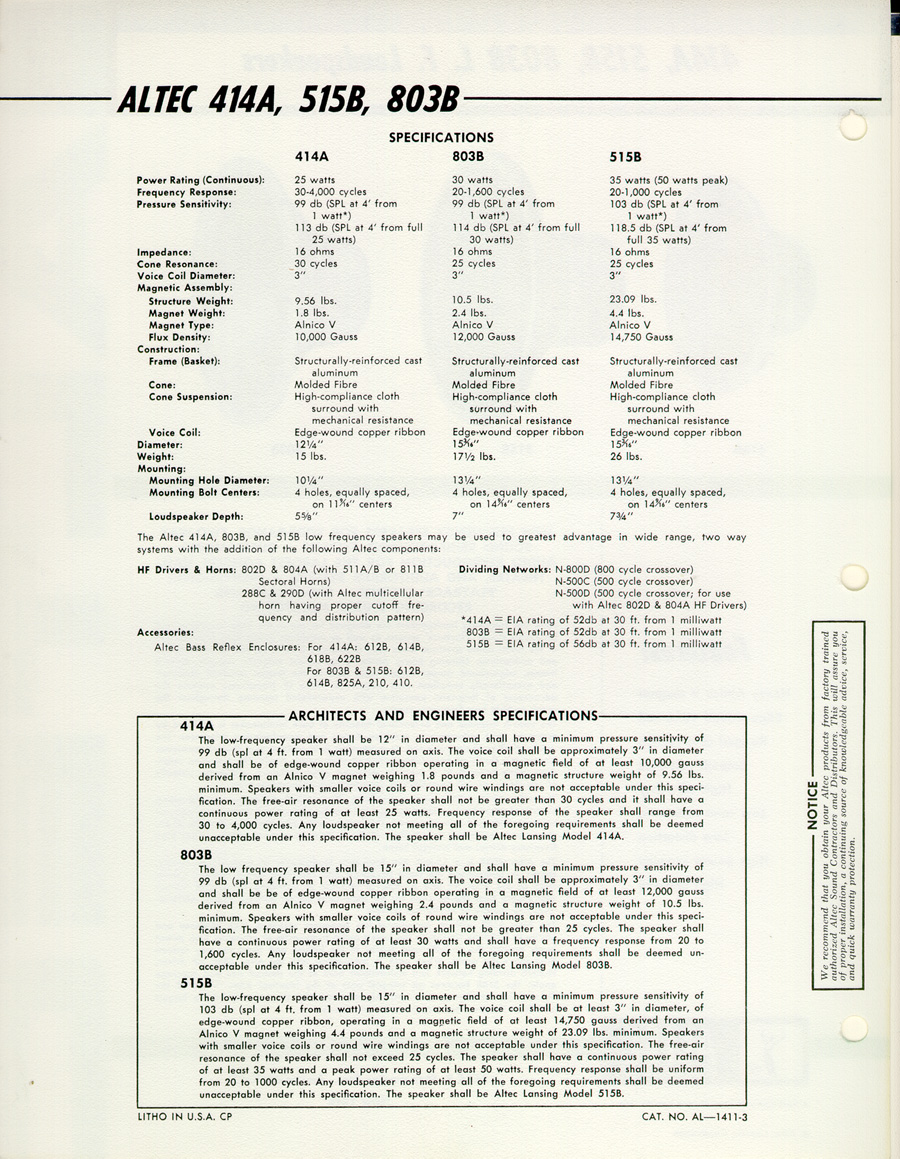 ALTEC 414A, 515B, 803B
SPECIFICATIONS
414A 803B 515B
Power Rating (Continuous): 25 watts 30 watts 35 watts (50 watts peak)
Frequency Response: 30-4,000 cycles 20-1,600 cycles 20-1,000 cycles
Pressure Sensitivity: 99 db (SPL at 4' from 99 db (SPL at 4' from 103 db (SPL at 4' from
1 watt*) 1 watt*) 1 watt*)
113 db (SPL at 4' from full 114 db (SPL at 4' from full 118.5 db (SPL at 4' from
25 watts) 30 watts) full 35 watts)
Impedance: 16 ohms 16 ohms 16 ohms
Cone Resonance: 30 cycles 25 cycles 25 cycles
Voice Coil Diameter: 3" 3" 3"
Magnetic Assembly:
Structure Weight: 9.56 lbs. 10.5 lbs. 23.09 lbs.
Magnet Weight: 1.8 lbs. 2.4 lbs. 4.4 lbs.
Magnet Type: Alnico V Alnico V Alnico V
Flux Density: 10,000 Gauss 12,000 Gauss 14,750 Gauss
Construction:
Frame (Basket): Structurally-reinforced cast Structurally-reinforced cast Structurally-reinforced cast
aluminum aluminum aluminum
Cone: Molded Fibre Molded Fibre Molded Fibre
Cone Suspension: High-compliance cloth High-compliance cloth High-compliance cloth
surround with surround with surround with
mechanical resistance mechanical resistance mechanical resistance
Voice Coil: Edge-wound copper ribbon Edge-wound copper ribbon Edge-wound copper ribbon
Diameter: 12¼" 15 3/16" 15 3/16"
Weight: 15 lbs. 17½ lbs. 26 lbs.
Mounting:
Mounting Hole Diameter: 10¼" 13¼" 13¼"
Mounting Bolt Centers: 4 holes, equally spaced, 4 holes, equally spaced, 4 holes, equally spaced,
on 11 9/16" centers on 14 9/16" centers on 14 9/16" centers
Loudspeaker Depth: 5⅝" 7" 7¾"
The Altec 414A, 803B, and 515B low frequency speakers may be used to greatest advantage in wide range, two way
systems with the addition of the following Altec components:
HF Drivers & Horns: 802D & 804A (with 511A/B or 811B
Sectoral Horns)
288C & 290D (with Altec multicellular
horn having proper cutoff fre-
quency and distribution pattern)
Accessories:
Altec Bass Reflex Enclosures: For 414A: 612B, 614B,
618B, 622B
For 803B & 515B: 612B,
614B, 825A, 210, 410.
Dividing Networks: N-800D (800 cycle crossover)
N-500C (500 cycle crossover)
N-500D (500 cycle crossover; for use
with Altec 802D & 804A HF Drivers)
*414A = EIA rating of 52db at 30 ft. from 1 milliwatt
803B = EIA rating of 52db at 30 ft. from 1 milliwatt
515B = EIA rating of 56db at 30 ft. from 1 milliwatt
ARCHITECTS AND ENGINEERS SPECIFICATIONS
414A
The low-frequency speaker shall be 12" in diameter and shall have a minimum pressure sensitivity of
99 db (spl at 4 ft. from 1 watt) measured on axis. The voice coil shall be approximately 3" in diameter
and shall be of edge-wound copper ribbon operating in a magnetic field of at least 10,000 gauss
derived from an Alnico V magnet weighing 1.8 pounds and a magnetic structure weight of 9.56 lbs.
minimum. Speakers with smaller voice coils or round wire windings are not acceptable under this speci-
fication. The free-air resonance of the speaker shall not be greater than 30 cycles and it shall have a
continuous power rating of at least 25 watts. Frequency response of the speaker shall range from
30 to 4,000 cycles. Any loudspeaker not meeting all of the foregoing requirements shall be deemed
unacceptable under this specification. The speaker shall be Altec Lansing Model 414A.
803B
The low frequency speaker shall be 15" in diameter and shall have a minimum pressure sensitivity of
99 db (spl at 4 ft. from 1 watt) measured on axis. The voice coil shall be approximately 3" in diameter
and shall be of edge-wound copper ribbon operating in a magnetic field of at least 12,000 gauss
derived from an Alnico V magnet weighing 2.4 pounds and a magnetic structure weight of 10.5 lbs.
minimum. Speakers with smaller voice coils of round wire windings are not acceptable under this speci-
fication. The free-air resonance of the speaker shall not be greater than 25 cycles. The speaker shall
have a continuous power rating of at least 30 watts and shall have a frequency response from 20 to
1,600 cycles. Any loudspeaker not meeting all of the foregoing requirements shall be deemed un-
acceptable under this specification. The speaker shall be Altec Lansing Model 803B.
515B
The low-frequency speaker shall be 15" in diameter and shall have a minimum pressure sensitivity of
103 db (spl at 4 ft. from 1 watt) measured on axis. The voice coil shall be at least 3" in diameter, of
edge-wound copper ribbon, operating in a magnetic field of at least 14,750 gauss derived from an
Alnico V magnet weighing 4.4 pounds and a magnetic structure weight of 23.09 lbs. minimum. Speakers
with smaller voice coils or round wire windings are not acceptable under this specification. The free-air
resonance of the speaker shall not exceed 25 cycles. The speaker shall have a continuous power rating
of at least 35 watts and a peak power rating of at least 50 watts. Frequency response shall be uniform
from 20 to 1000 cycles. Any loudspeaker not meeting all of the foregoing requirements shall be deemed
unacceptable under this specification. The speaker shall be Altec Lansing Model 515B.
LITHO IN U.S.A. CP
CAT. NO. AL—1411-3
NOTICE
We recommend that you obtain your Altec products from factory trained
authorized Altec Sound Contractors and Distributors. This will assure you
of proper installation, a continuing source of knowledgeable advice, service,
and quick warranty protection.